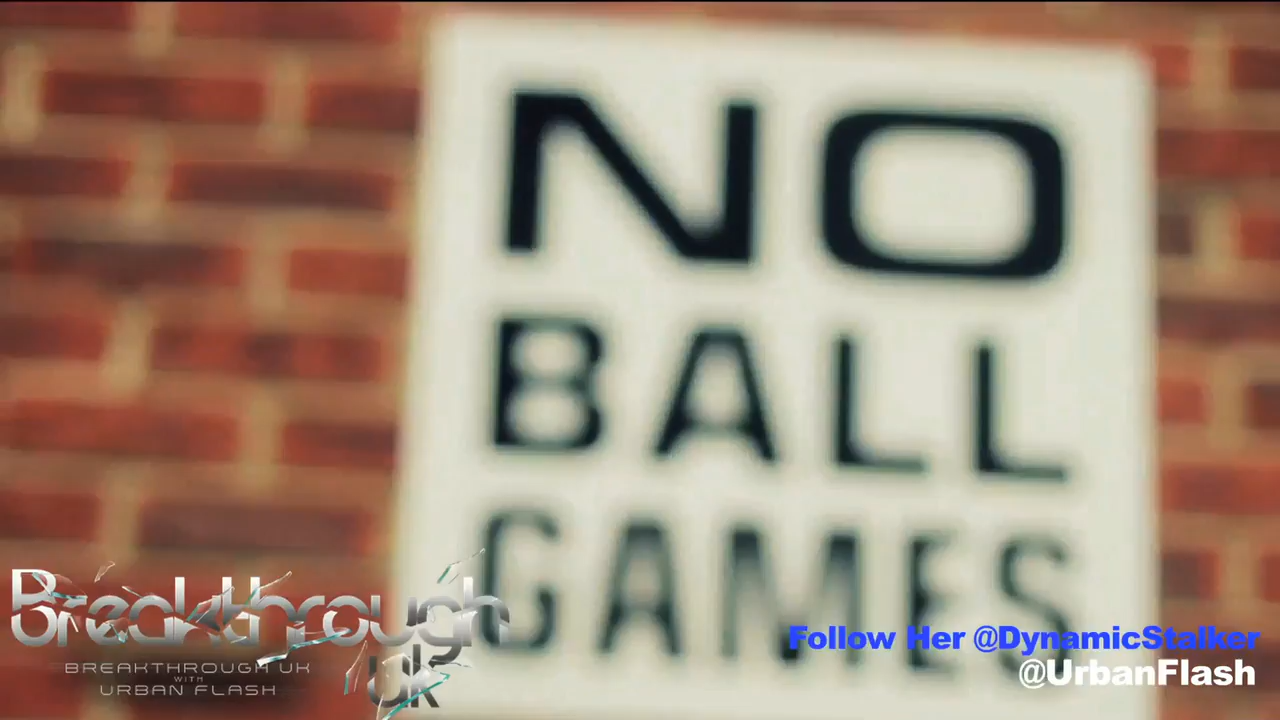 NO
BALL
GAMES
Breakthrough
UK
BREAKTHROUGH UK
WITH
URBAN FLASH
Follow Her @DynamicStalker
@UrbanFlash